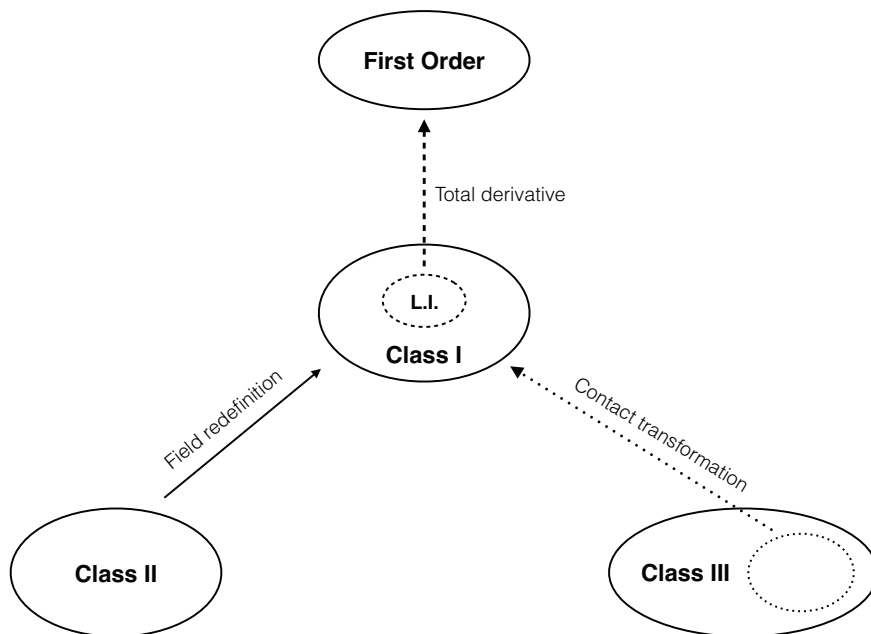 First Order
Total derivative
L.I.
Class I
Field redefinition
Contact transformation
Class II
Class III